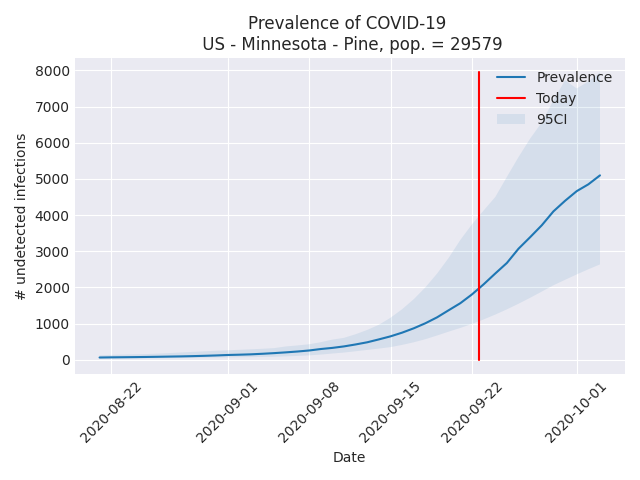 Prevalence of COVID-19
US - Minnesota - Pine, pop. = 29579
8000
7000
6000
5000
4000
3000
2000
1000
0
# undetected infections
Prevalence
Today
95CI
2020-08-22
2020-09-01
2020-09-08
2020-09-15
2020-09-22
2020-10-01
Date